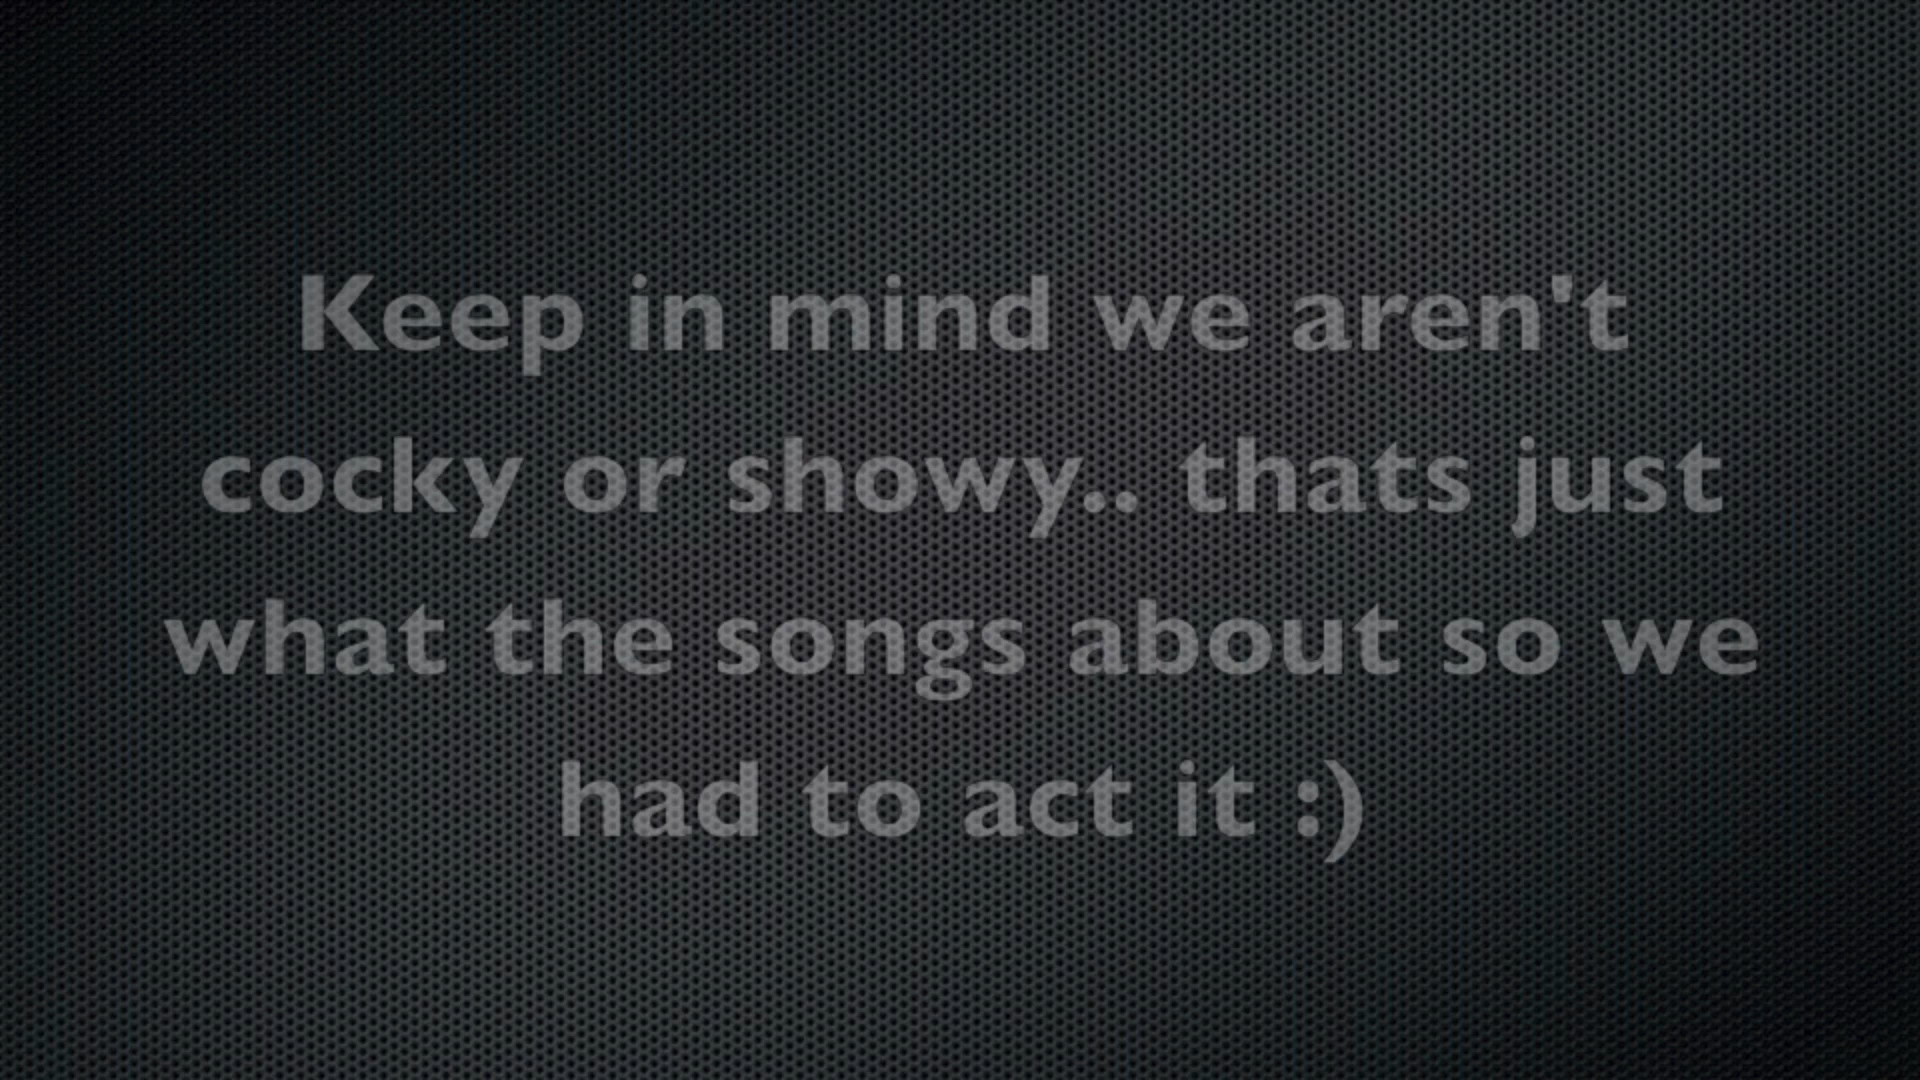 Keep in mind we aren't
cocky or showy.. thats just
what the songs about so we
had to act it :)